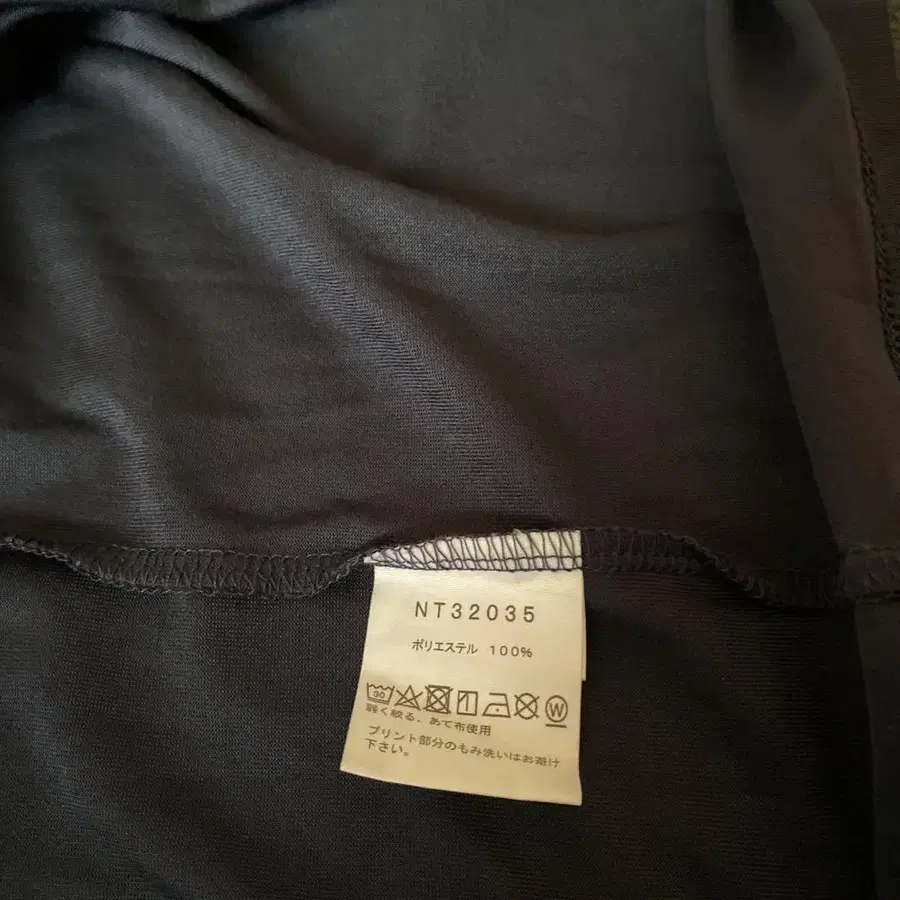 NT32035
ポリエステル 100%
30
W
弱く絞る、あて布使用
プリント部分のもみ洗いはお避け
下さい。